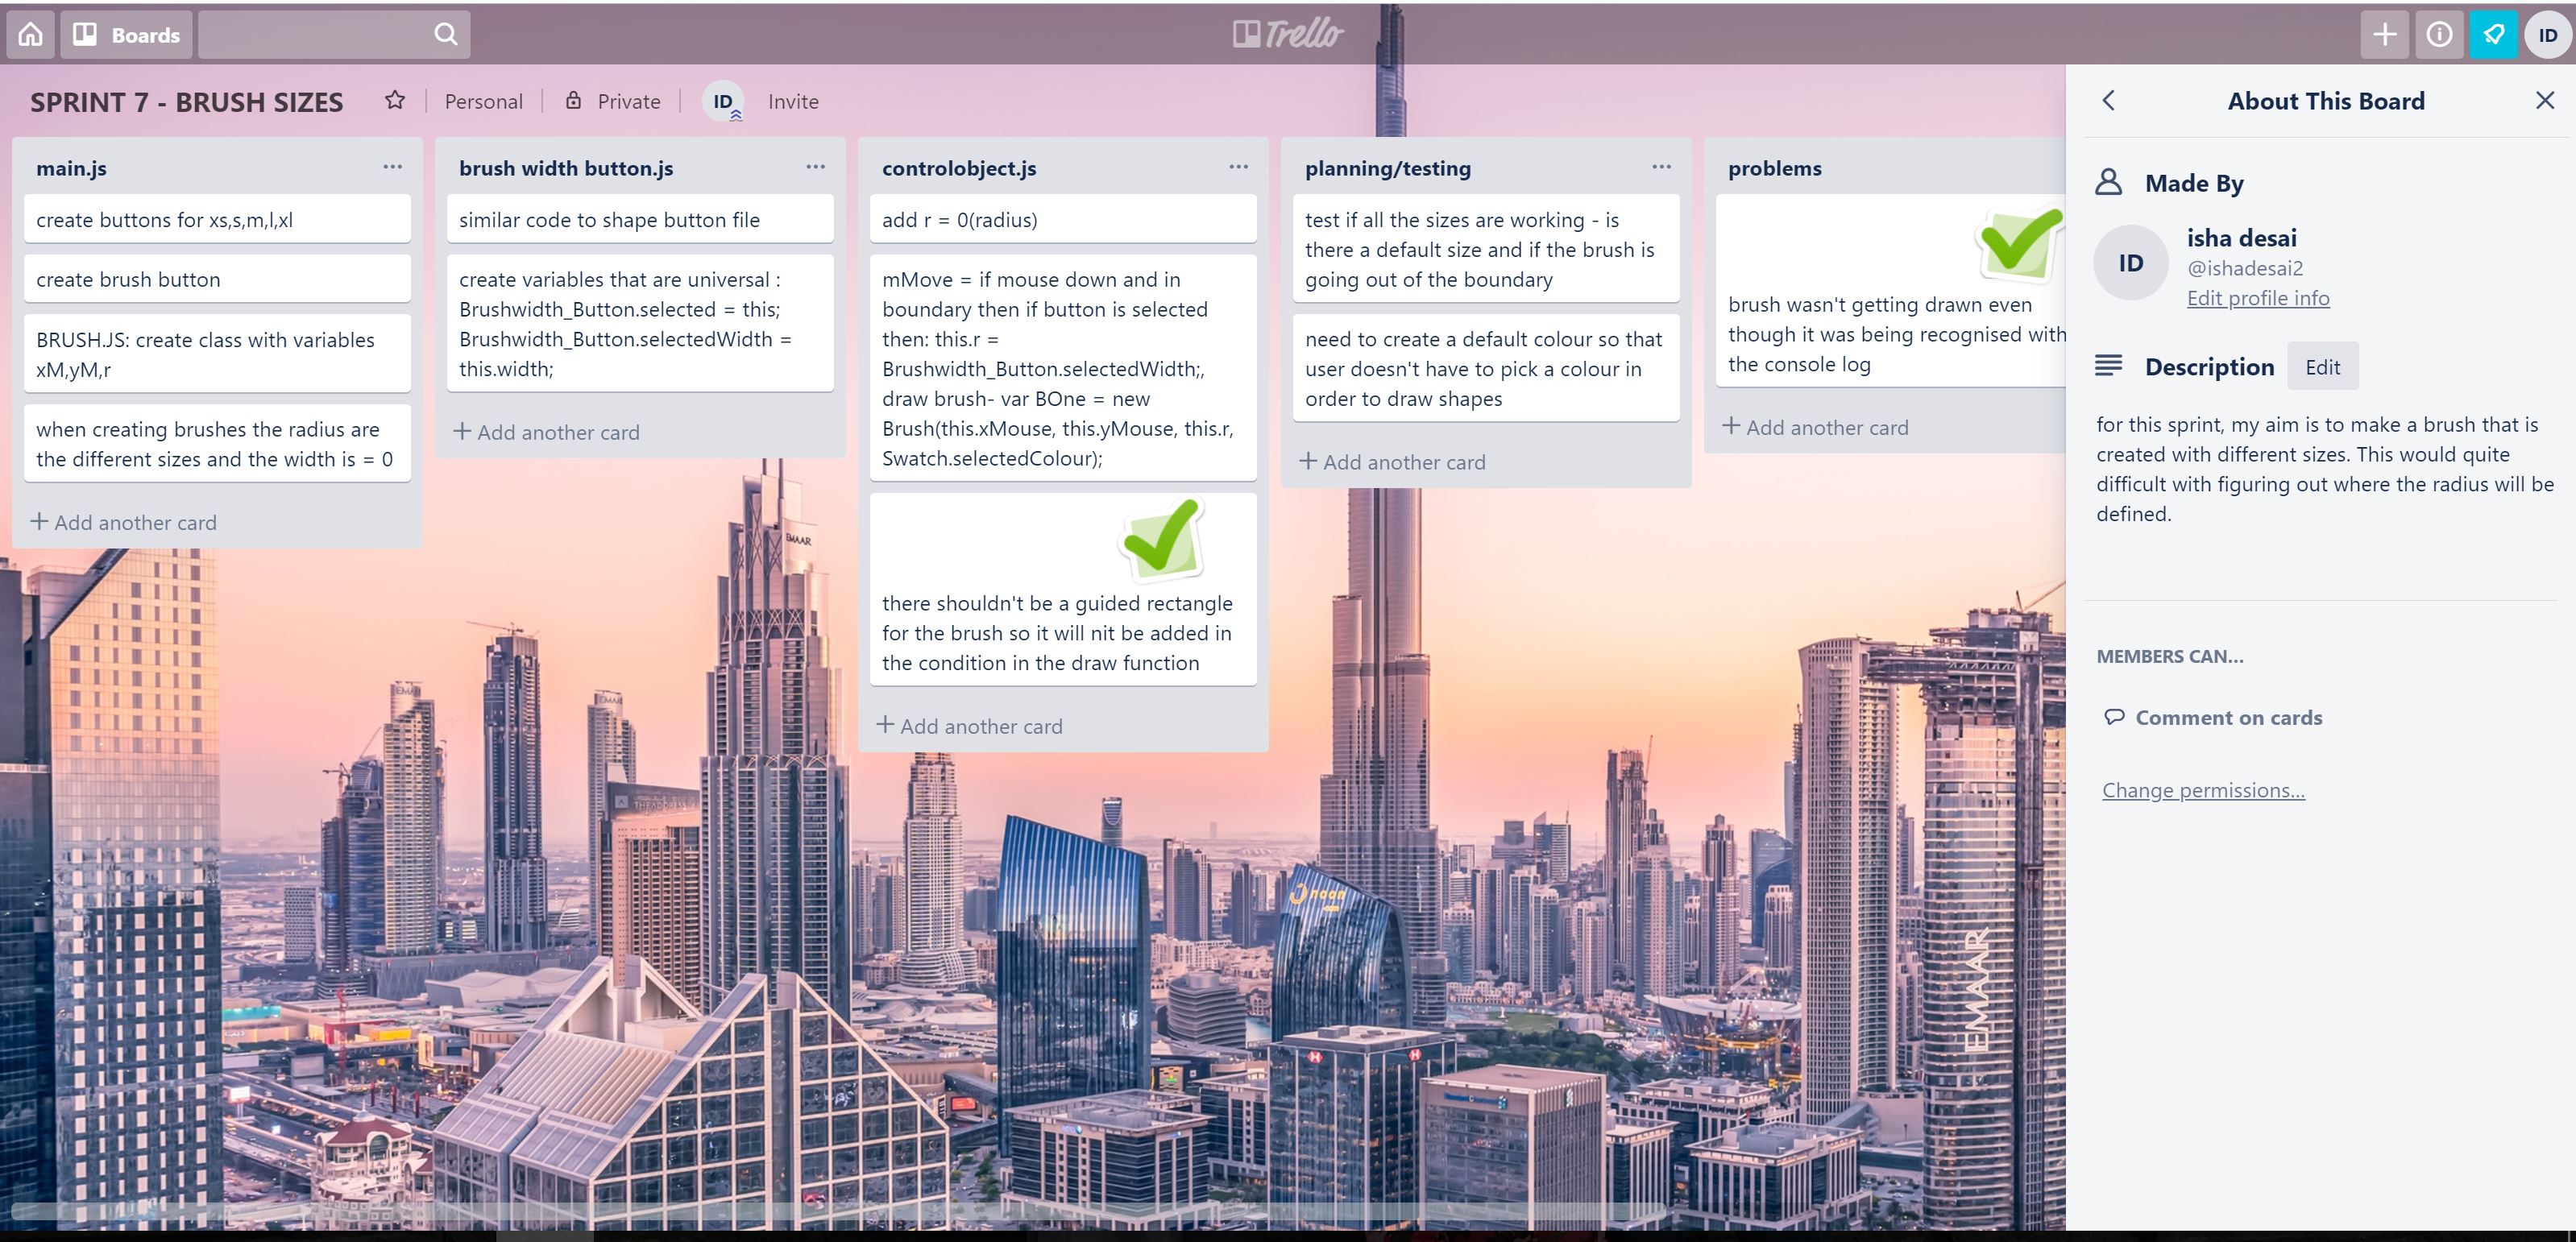 Boards
Trello
ID
SPRINT 7 - BRUSH SIZES
Personal
Private
ID
Invite
main.js
create buttons for xs,s,m,l,xl
create brush button
BRUSH.JS: create class with variables
xM,yM,r
when creating brushes the radius are
the different sizes and the width is = 0
Add another card
brush width button.js
similar code to shape button file
create variables that are universal :
Brushwidth_Button.selected = this;
Brushwidth_Button.selectedWidth =
this.width;
Add another card
controlobject.js
add r = 0(radius)
mMove = if mouse down and in
boundary then if button is selected
then: this.r =
Brushwidth_Button.selectedWidth;,
draw brush- var BOne = new
Brush(this.xMouse, this.yMouse, this.r,
Swatch.selectedColour);
there shouldn't be a guided rectangle
for the brush so it will nit be added in
the condition in the draw function
Add another card
planning/testing
test if all the sizes are working - is
there a default size and if the brush is
going out of the boundary
need to create a default colour so that
user doesn't have to pick a colour in
order to draw shapes
Add another card
problems
brush wasn't getting drawn even
though it was being recognised with
the console log
Add another card
About This Board
Made By
ID
isha desai
@ishadesai2
Edit profile info
Description
Edit
for this sprint, my aim is to make a brush that is
created with different sizes. This would quite
difficult with figuring out where the radius will be
defined.
MEMBERS CAN...
Comment on cards
Change permissions...
EMAAR
EMAAR
THE ADDRESS
noon
EMAAR